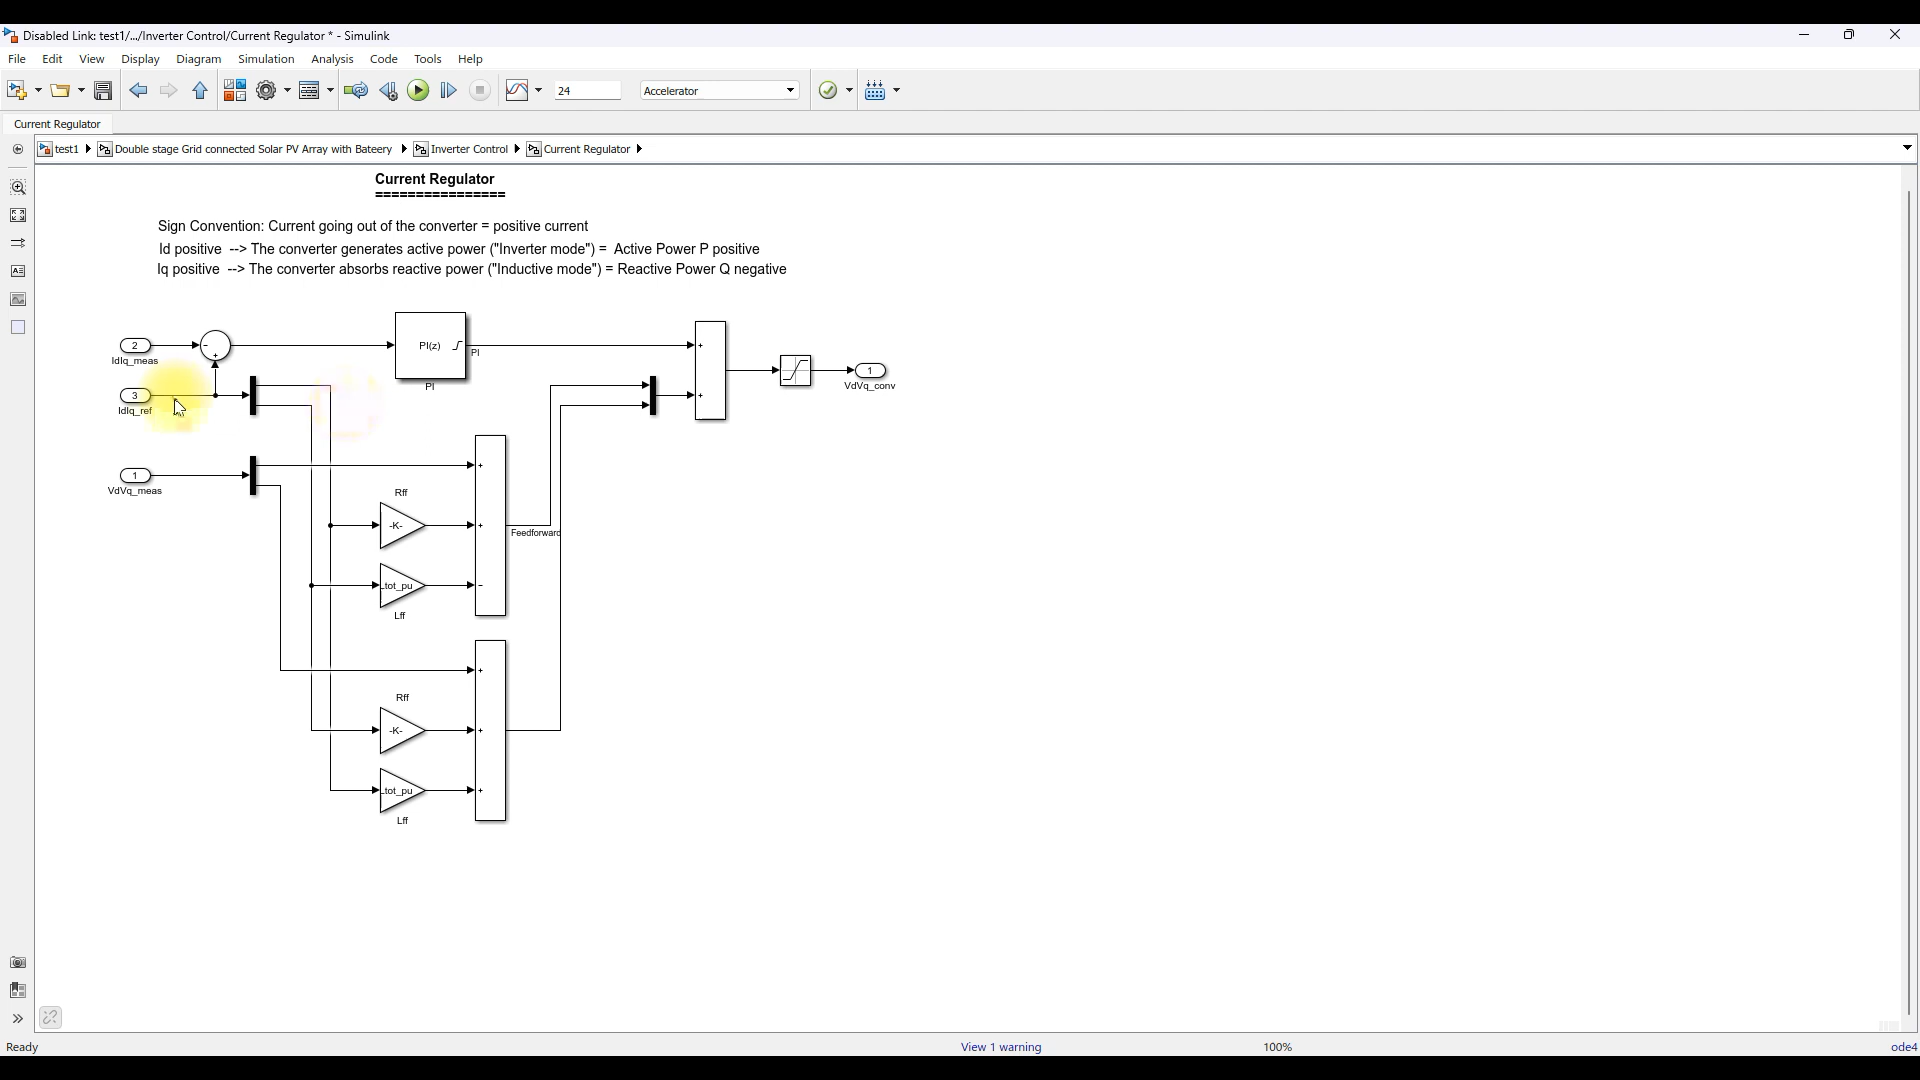 Disabled Link: test1/.../Inverter Control/Current Regulator * - Simulink
File Edit View Display Diagram Simulation Analysis Code Tools Help
24
Accelerator
Current Regulator
test1 Double stage Grid connected Solar PV Array with Bateery Inverter Control Current Regulator
Current Regulator
================
Sign Convention: Current going out of the converter = positive current
Id positive --> The converter generates active power ("Inverter mode") = Active Power P positive
Iq positive --> The converter absorbs reactive power ("Inductive mode") = Reactive Power Q negative
2
IdIq_meas
PI(z)
PI
PI
3
IdIq_ref
1
VdVq_conv
1
VdVq_meas
Rff
-K-
Feedforward
_tot_pu
Lff
Rff
-K-
_tot_pu
Lff
Ready
View 1 warning
100%
ode4